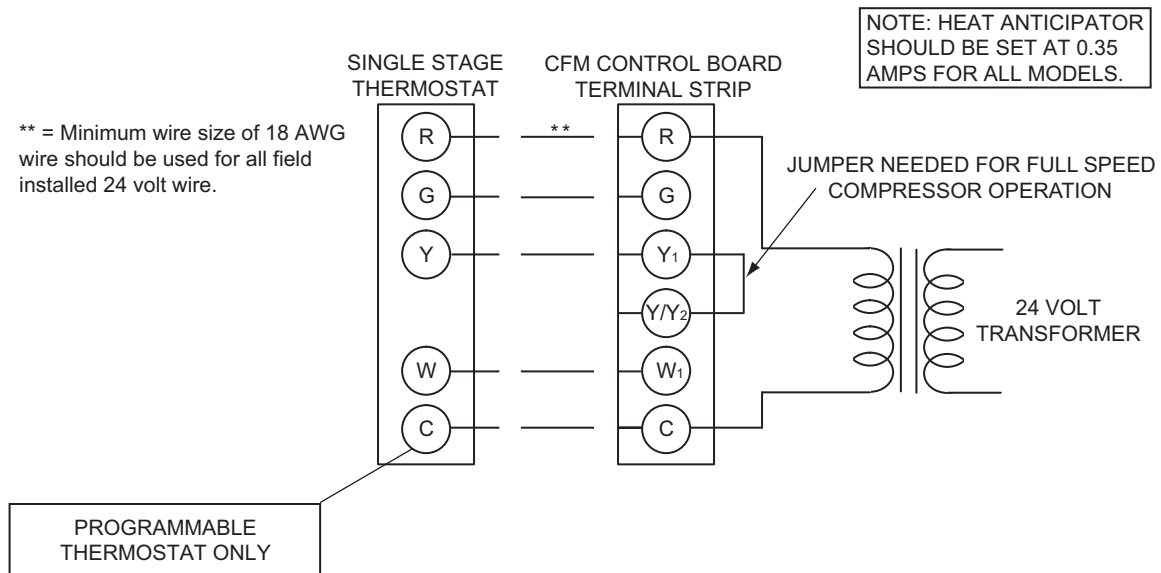 NOTE: HEAT ANTICIPATOR
SHOULD BE SET AT 0.35
AMPS FOR ALL MODELS.
SINGLE STAGE
THERMOSTAT
CFM CONTROL BOARD
TERMINAL STRIP
** = Minimum wire size of 18 AWG
wire should be used for all field
installed 24 volt wire.
R
**
R
JUMPER NEEDED FOR FULL SPEED
COMPRESSOR OPERATION
G
G
Y
Y1
Y/Y2
24 VOLT
TRANSFORMER
W
W1
C
C
PROGRAMMABLE
THERMOSTAT ONLY